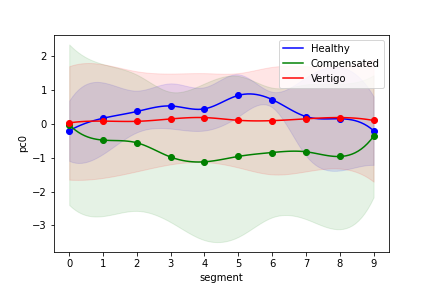 Healthy
Compensated
Vertigo
2
1
0
−1
−2
−3
pc0
0 1 2 3 4 5 6 7 8 9
segment